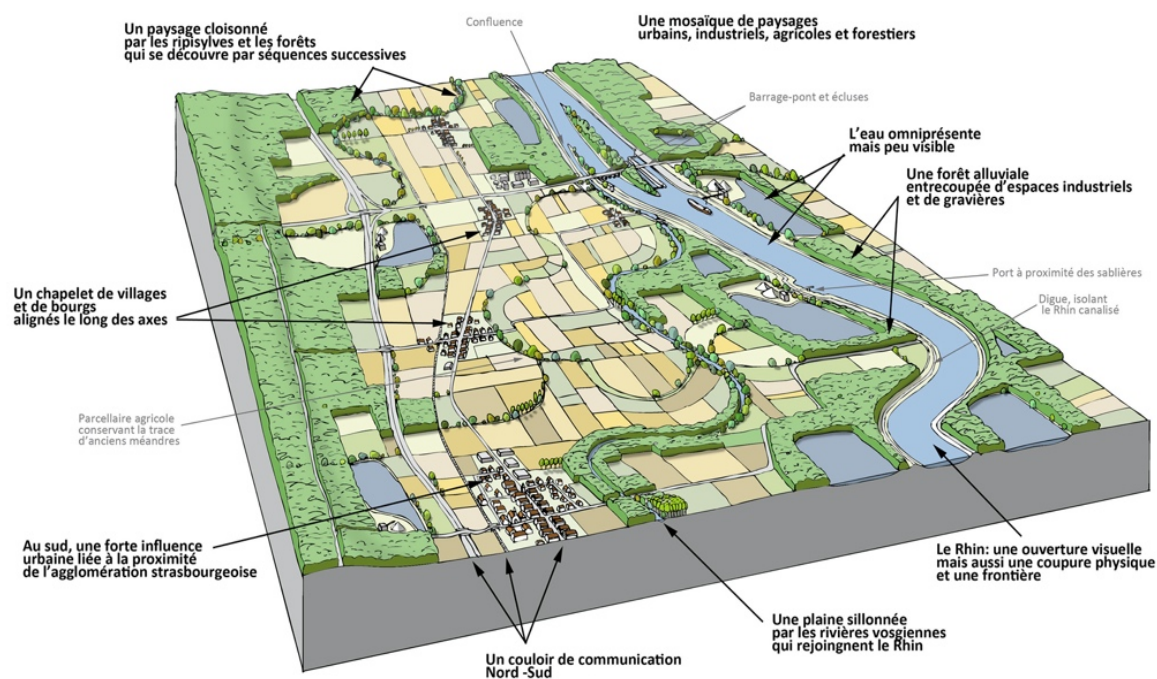 Un paysage cloisonné
par les ripisylves et les forêts
qui se découvre par séquences successives
Confluence
Une mosaïque de paysages
urbains, industriels, agricoles et forestiers
Barrage-pont et écluses
L'eau omniprésente
mais peu visible
Une forêt alluviale
entrecoupée d'espaces industriels
et de gravières
Port à proximité des sablières
Digue, isolant
le Rhin canalisé
Un chapelet de villages
et de bourgs
alignés le long des axes
Parcellaire agricole
conservant la trace
d'anciens méandres
Au sud, une forte influence
urbaine liée à la proximité
de l'agglomération strasbourgeoise
Le Rhin: une ouverture visuelle
mais aussi une coupure physique
et une frontière
Une plaine sillonnée
par les rivières vosgiennes
qui rejoingnent le Rhin
Un couloir de communication
Nord -Sud